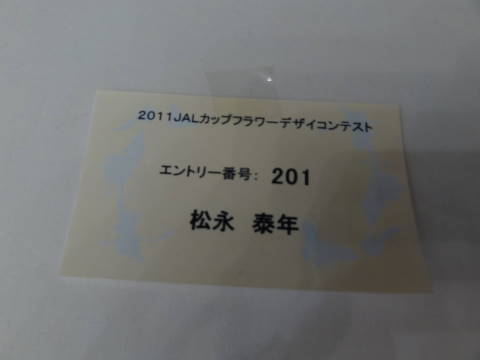 2011JALカップフラワーデザイコンテスト
エントリー番号: 201
松永 泰年